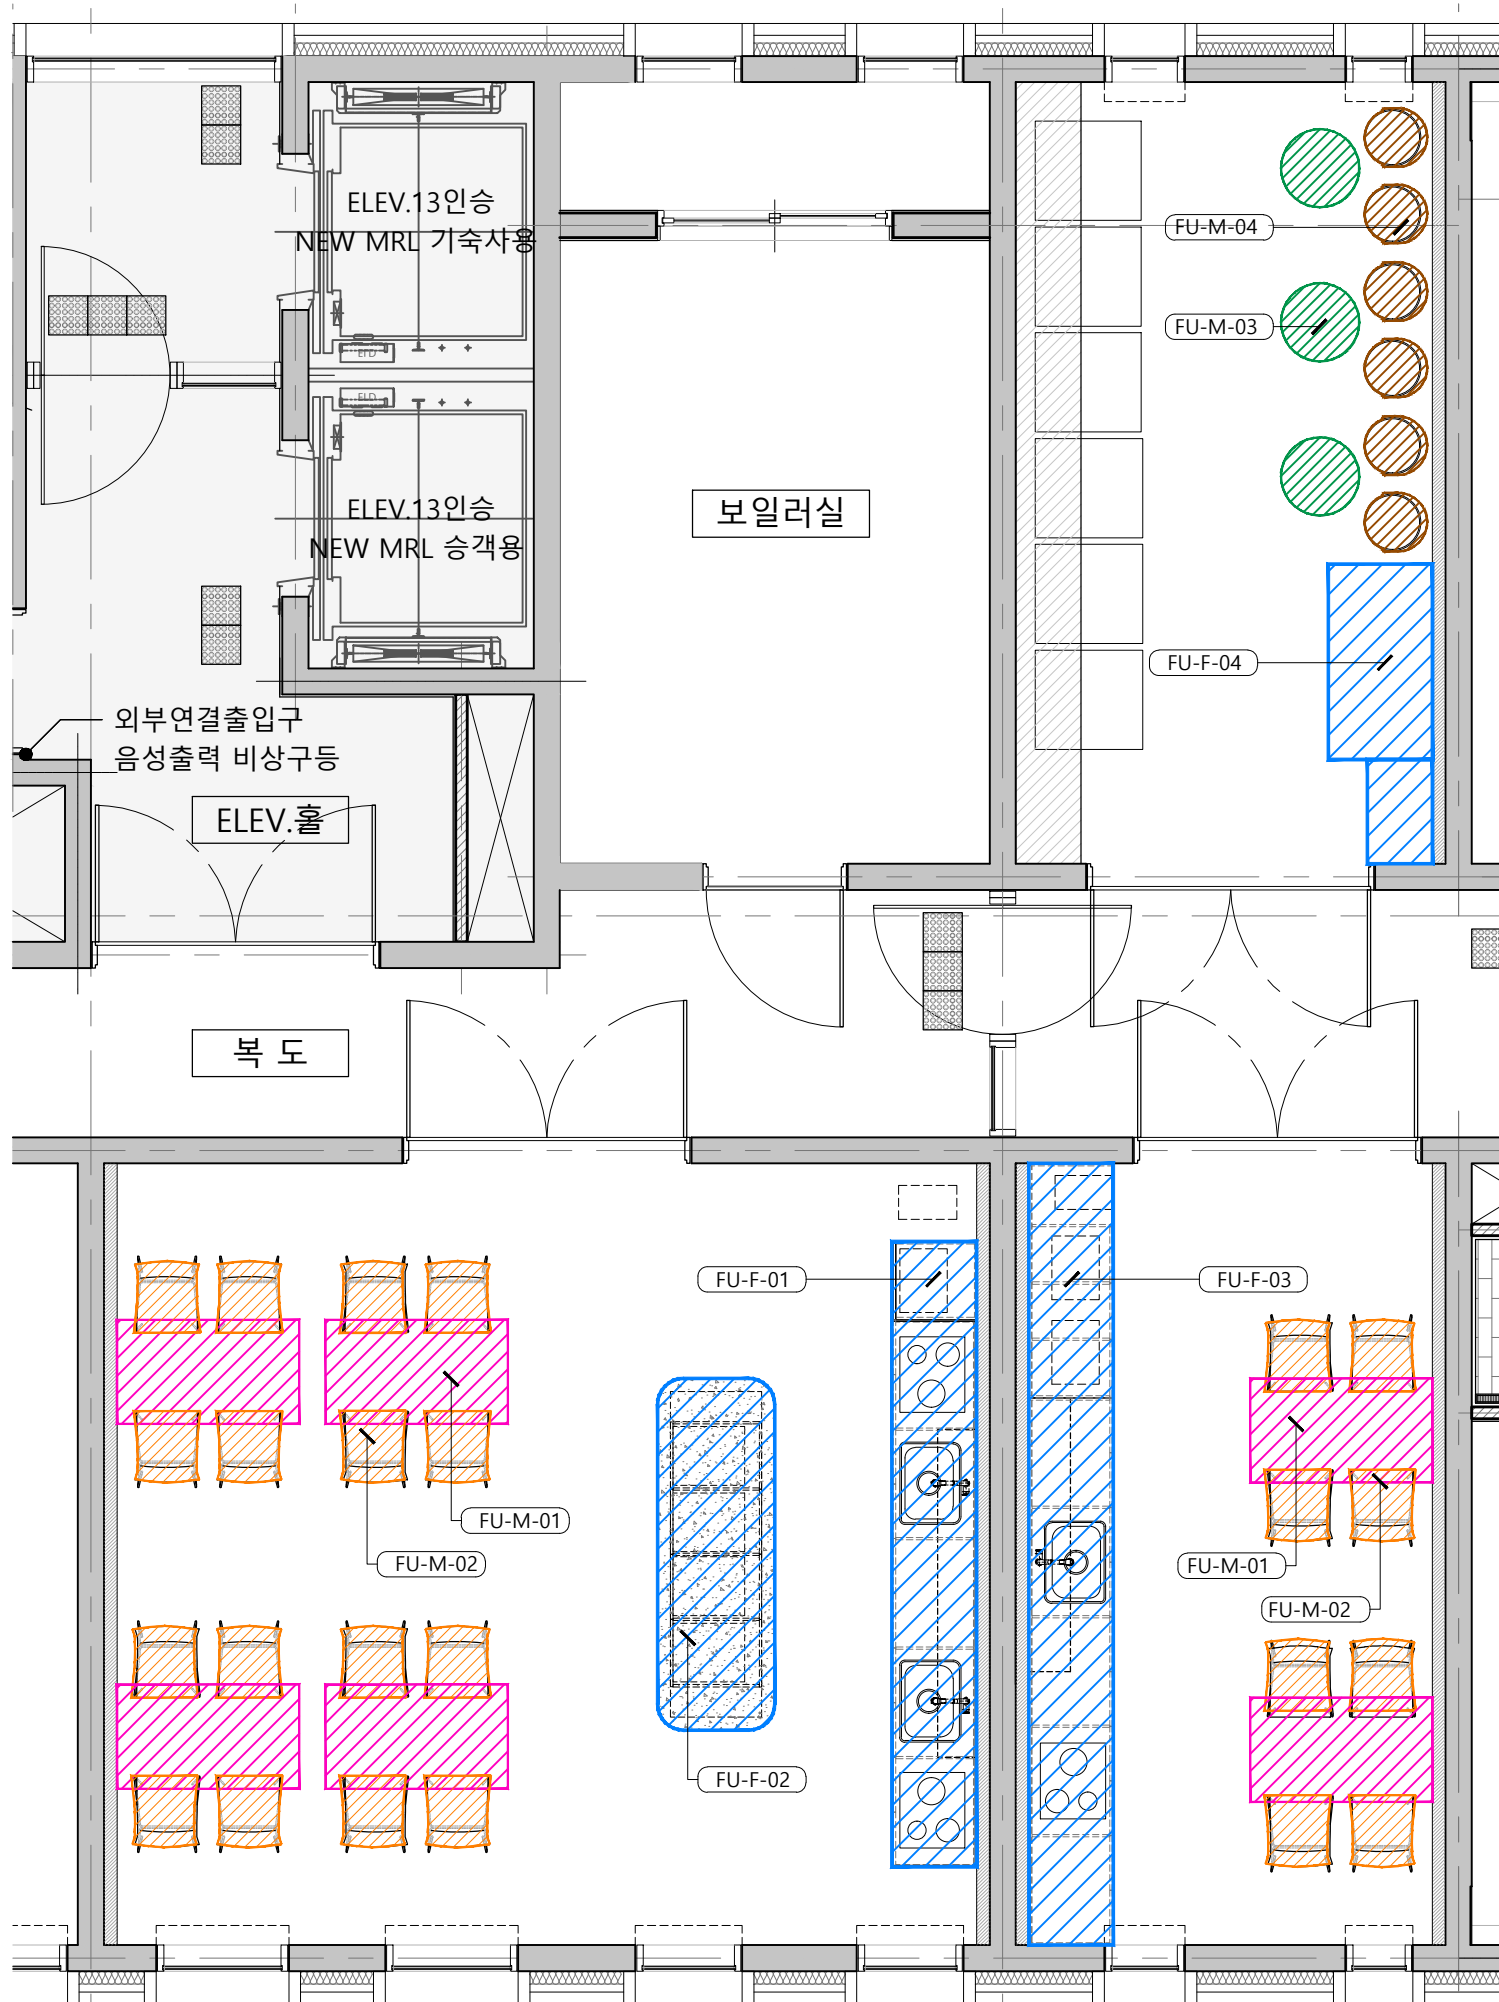 ELEV.13인승
NEW MRL 기숙사용
ELD
ELD
ELEV.13인승
NEW MRL 승객용
보일러실
FU-M-04
FU-M-03
FU-F-04
외부연결출입구
음성출력 비상구등
ELEV.홀
복 도
FU-F-01
FU-F-03
FU-M-01
FU-M-02
FU-M-01
FU-M-02
FU-F-02